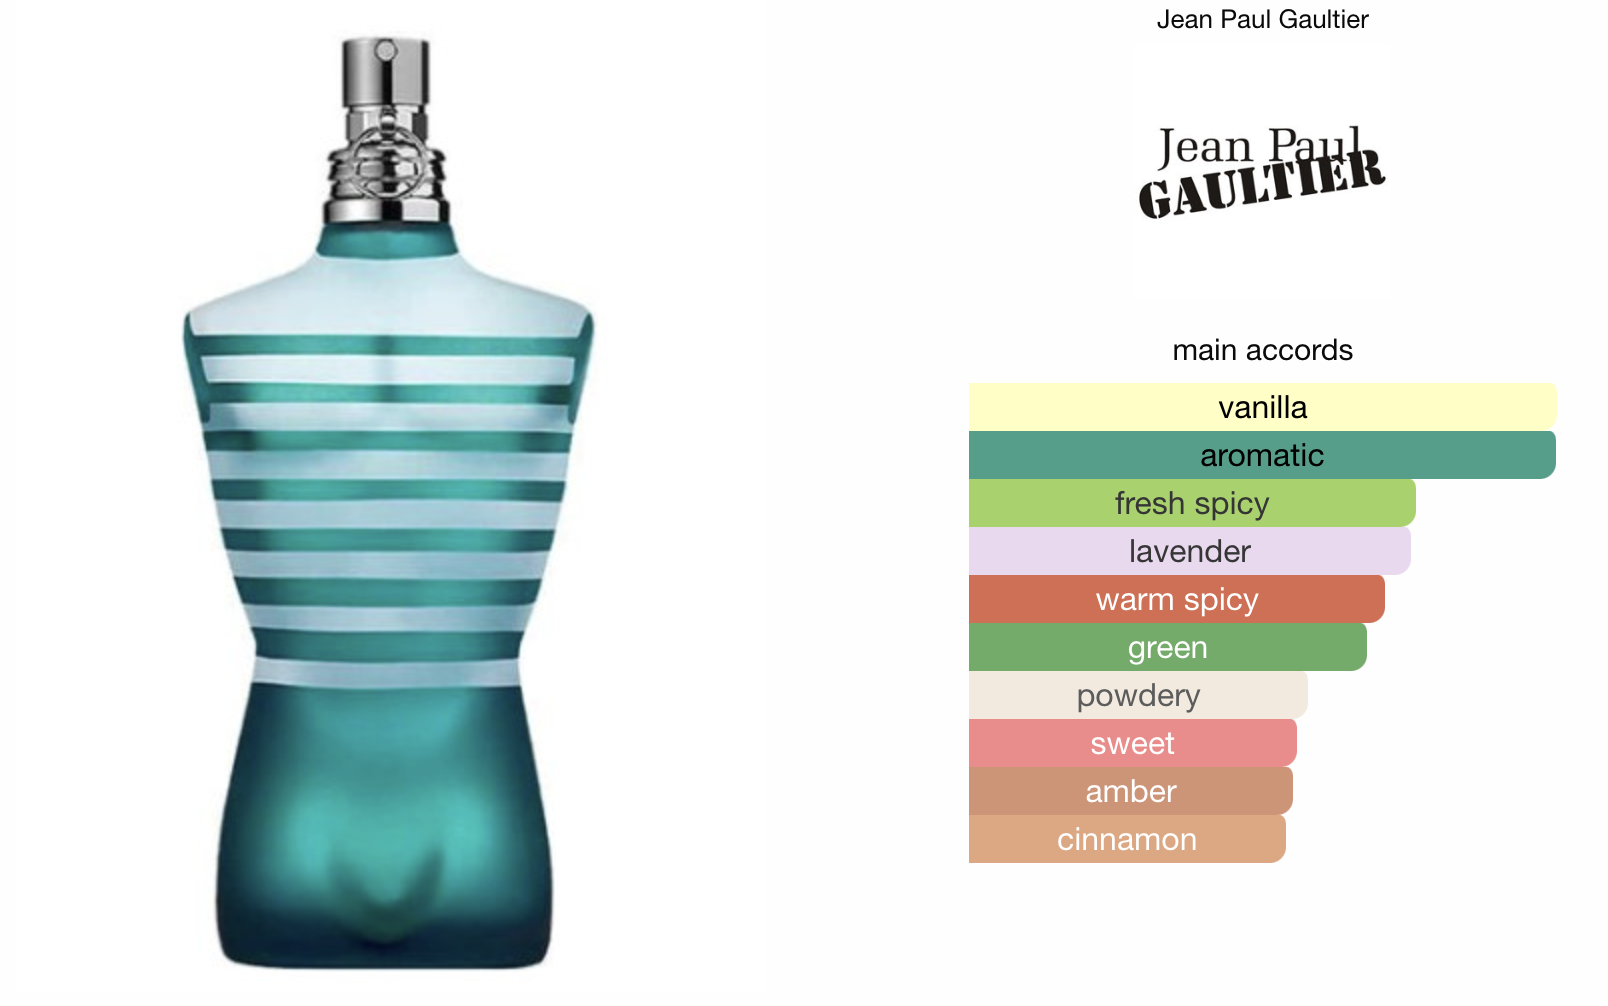 Jean Paul Gaultier
Jean Paul
GAULTIER
main accords
vanilla
aromatic
fresh spicy
lavender
warm spicy
green
powdery
sweet
amber
cinnamon